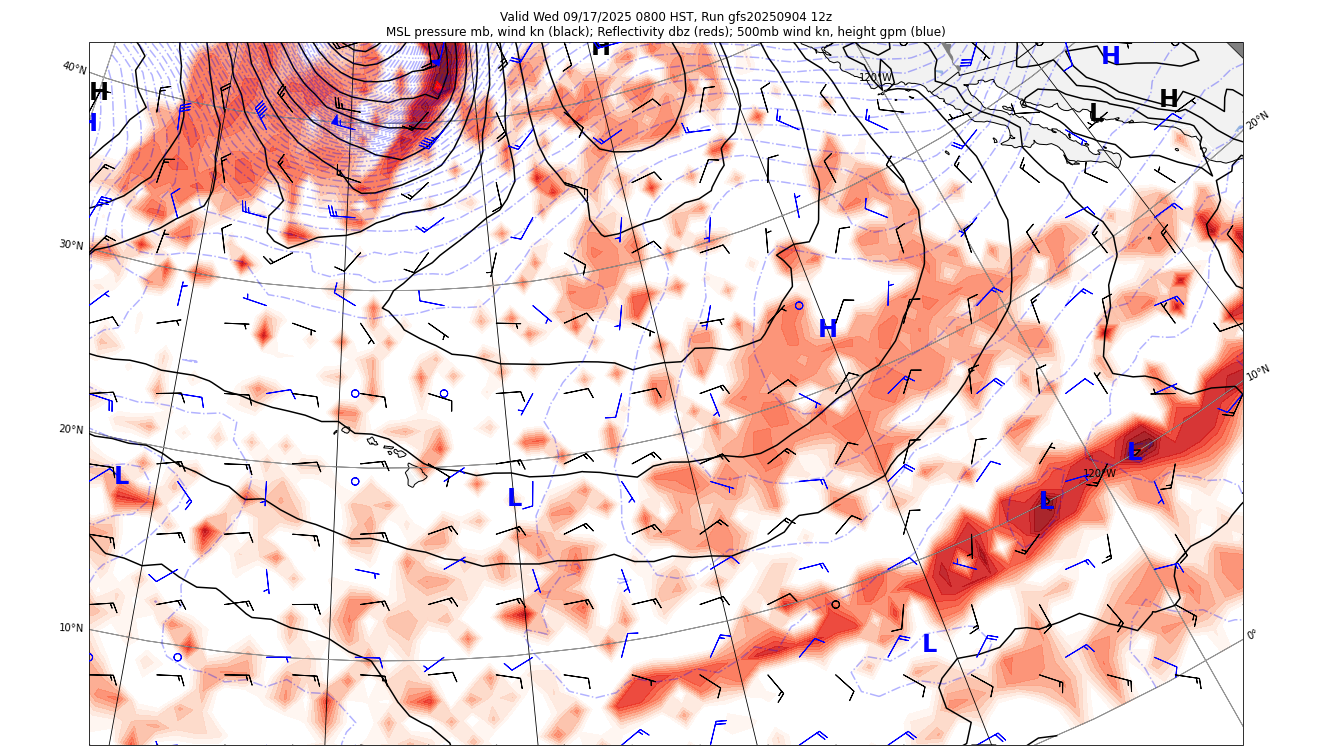 Valid Wed 09/17/2025 0800 HST, Run gfs20250904 12z
MSL pressure mb, wind kn (black); Reflectivity dbz (reds); 500mb wind kn, height gpm (blue)
H
H
40°N
120°W
H
H
L
20°N
H
30°N
H
10°N
20°N
L
L
120°W
L
L
10°N
L
0°